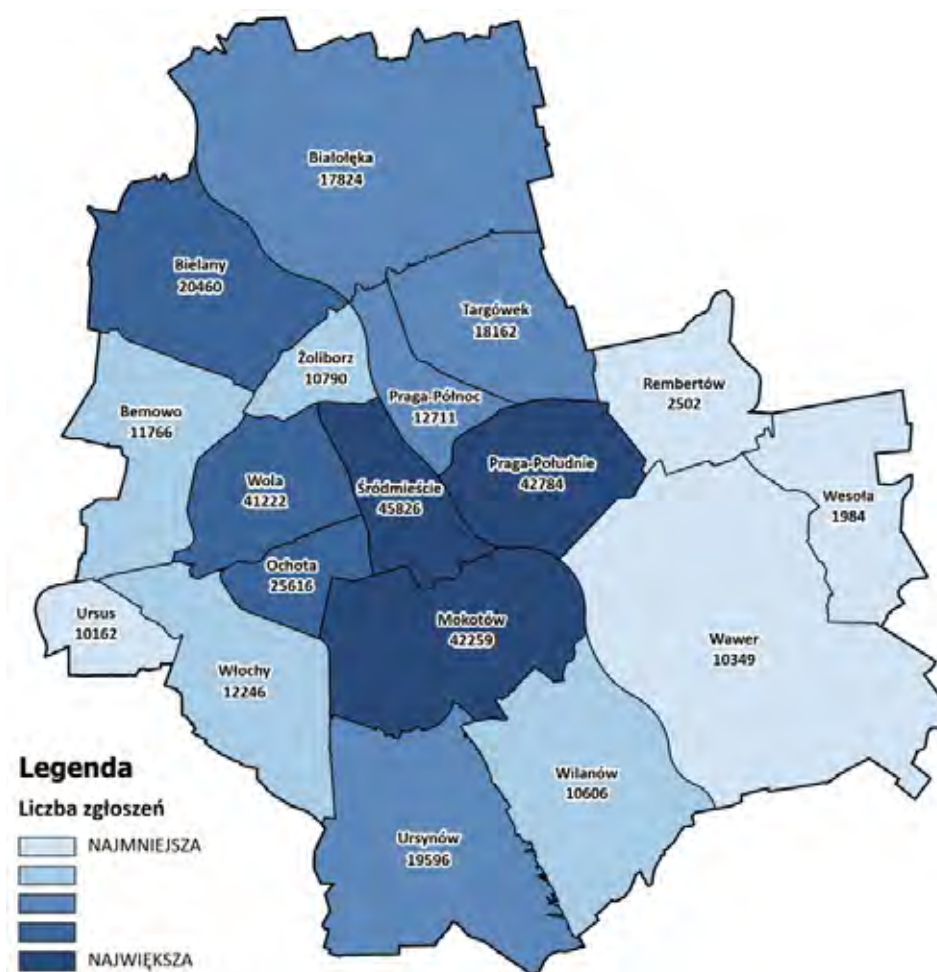 Białołęka
17824
Bielany
20460
Targówek
18162
Żoliborz
10790
Rembertów
2502
Praga-Północ
12711
Bemowo
11766
Praga-Południe
42784
Wola
41222
Śródmieście
45826
Wesoła
1984
Ochota
25616
Ursus
10162
Mokotów
42259
Wawer
10349
Włochy
12246
Wilanów
10606
Ursynów
19596
Legenda
Liczba zgłoszeń
NAJMNIEJSZA
NAJWIĘKSZA